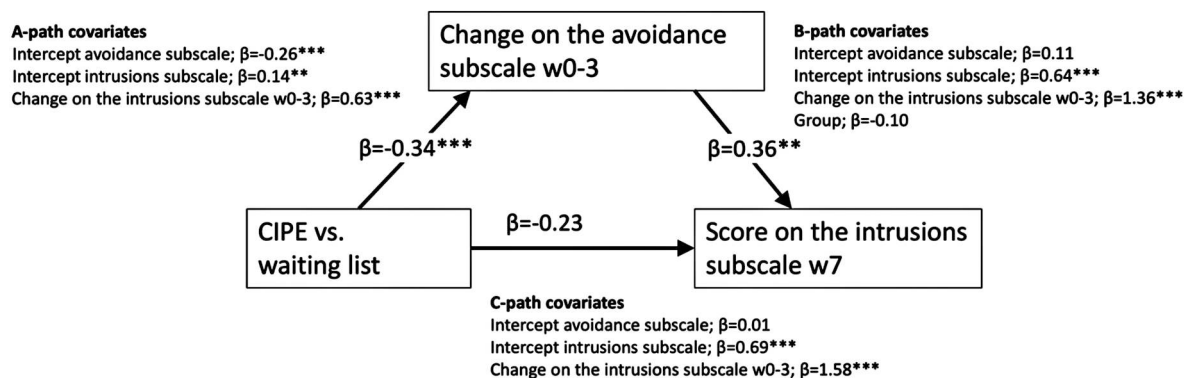 A-path covariates
Intercept avoidance subscale; β=-0.26***
Intercept intrusions subscale; β=0.14**
Change on the intrusions subscale w0-3; β=0.63***
Change on the avoidance
subscale w0-3
B-path covariates
Intercept avoidance subscale; β=0.11
Intercept intrusions subscale; β=0.64***
Change on the intrusions subscale w0-3; β=1.36***
Group; β=-0.10
β=-0.34***
β=0.36**
CIPE vs.
waiting list
β=-0.23
Score on the intrusions
subscale w7
C-path covariates
Intercept avoidance subscale; β=0.01
Intercept intrusions subscale; β=0.69***
Change on the intrusions subscale w0-3; β=1.58***